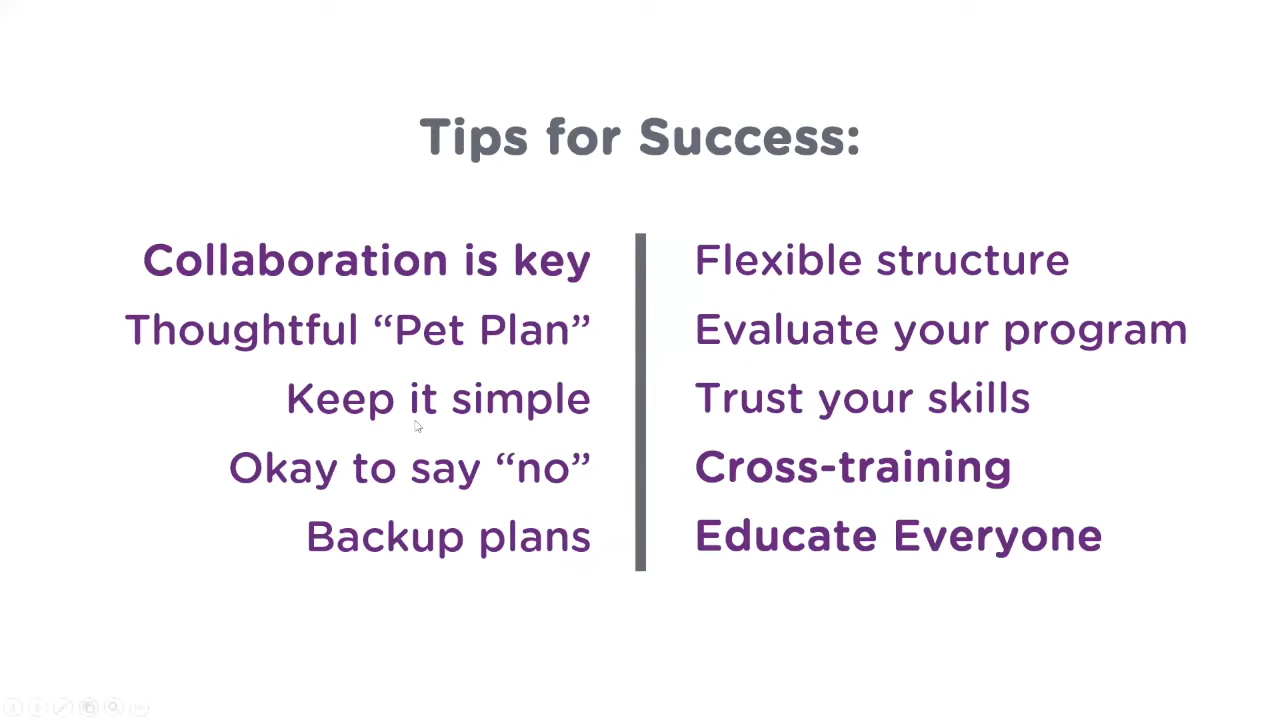 Tips for Success:
Collaboration is key
Thoughtful “Pet Plan”
Keep it simple
Okay to say “no”
Backup plans
Flexible structure
Evaluate your program
Trust your skills
Cross-training
Educate Everyone